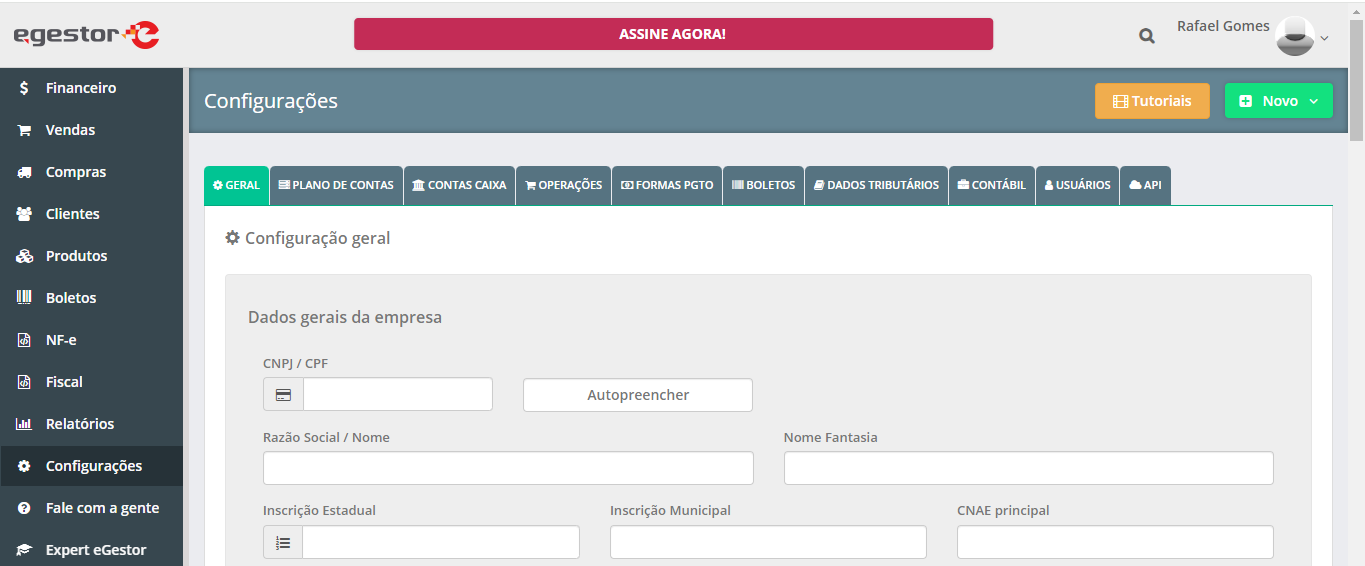 egestor
ASSINE AGORA!
Rafael Gomes
Financeiro
Vendas
Compras
Clientes
Produtos
Boletos
NF-e
Fiscal
Relatórios
Configurações
Fale com a gente
Expert eGestor
Configurações
Tutoriais
Novo
GERAL PLANO DE CONTAS CONTAS CAIXA OPERAÇÕES FORMAS PGTO BOLETOS DADOS TRIBUTÁRIOS CONTÁBIL USUÁRIOS API
Configuração geral
Dados gerais da empresa
CNPJ / CPF
Autopreencher
Razão Social / Nome
Nome Fantasia
Inscrição Estadual
Inscrição Municipal
CNAE principal